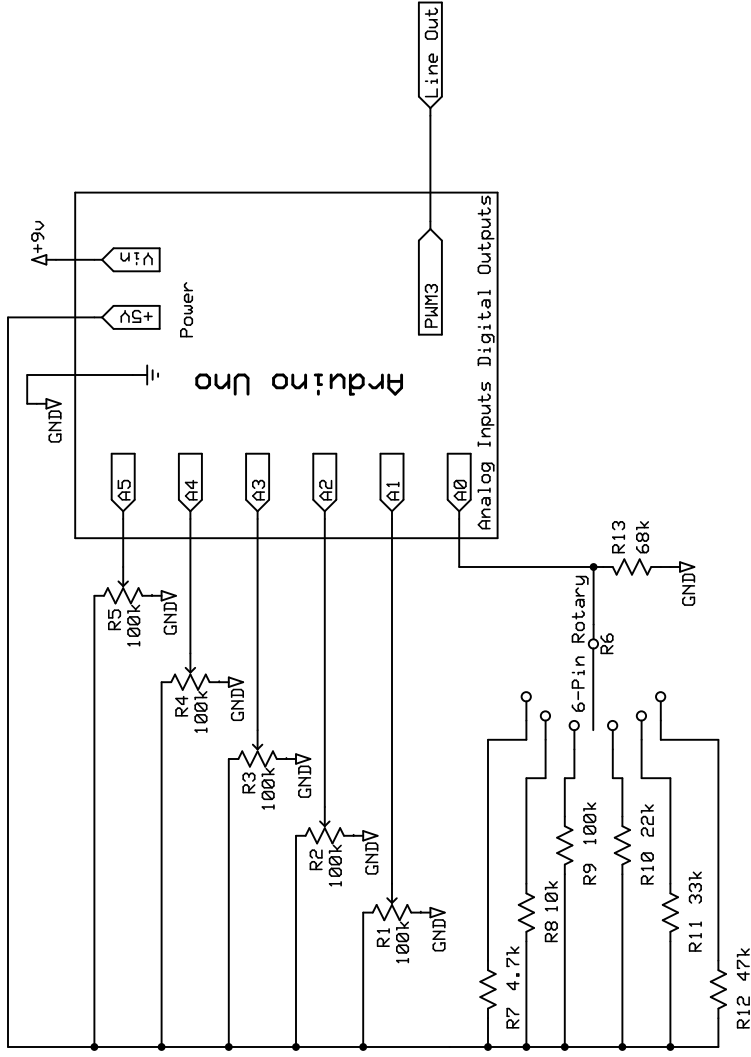 Line Out
+9v
Vin
+5V
Power
PWM3
GND
Arduino Uno
Analog Inputs Digital Outputs
A5
A4
A3
A2
A1
A0
R5
100k
GND
R4
100k
GND
R3
100k
GND
R2
100k
GND
R1
100k
GND
R13
68k
GND
6-Pin Rotary
R6
R7 4.7k
R8 10k
R9 100k
R10 22k
R11 33k
R12 47k